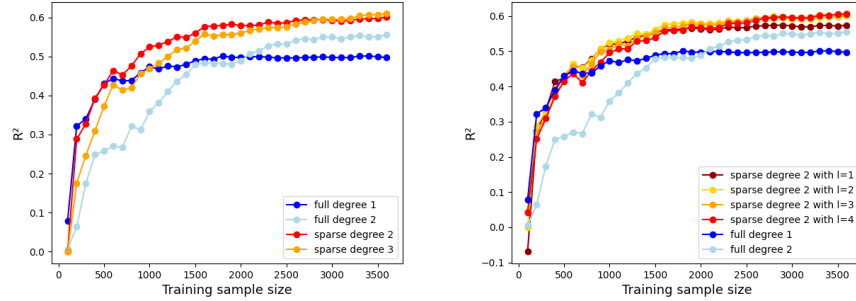 0.6
0.5
0.4
0.3
0.2
0.1
0.0
R²
0 500 1000 1500 2000 2500 3000 3500
Training sample size
full degree 1
full degree 2
sparse degree 2
sparse degree 3
0.6
0.5
0.4
0.3
0.2
0.1
0.0
−0.1
R²
0 500 1000 1500 2000 2500 3000 3500
Training sample size
sparse degree 2 with l=1
sparse degree 2 with l=2
sparse degree 2 with l=3
sparse degree 2 with l=4
full degree 1
full degree 2